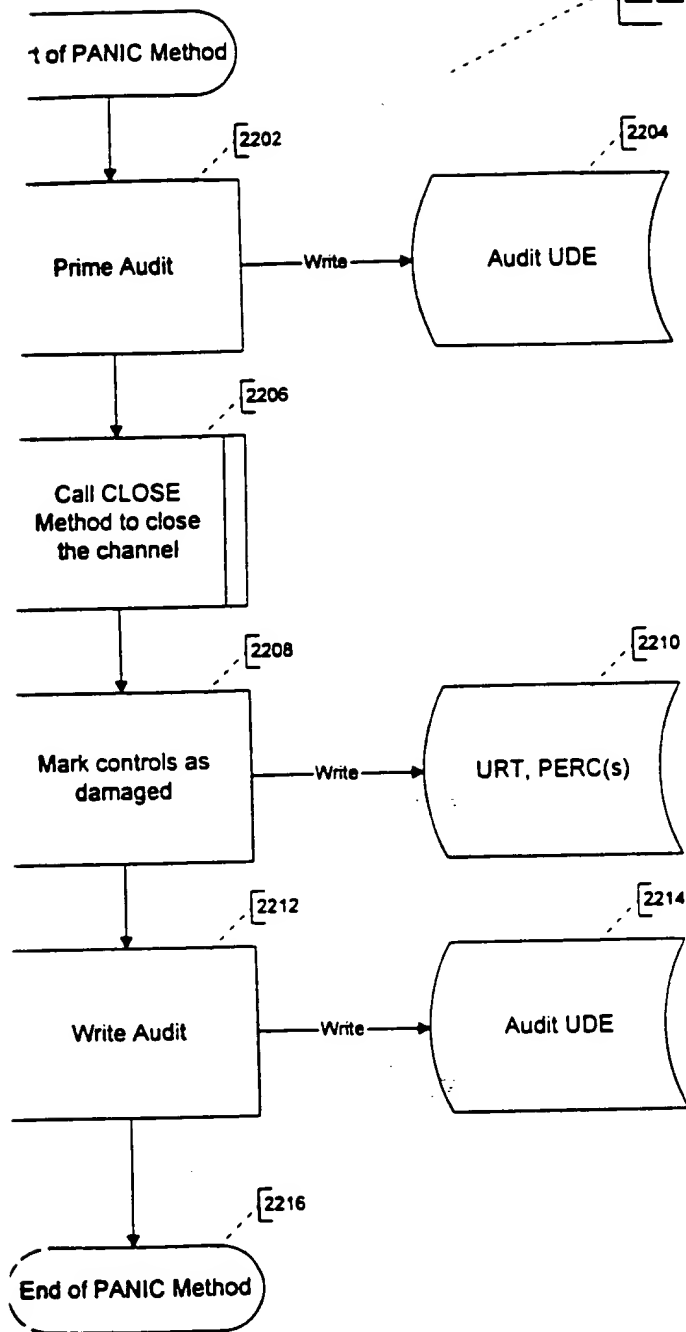 of PANIC Method
2202
2204
Prime Audit
Write
Audit UDE
2206
Call CLOSE
Method to close
the channel
2208
2210
Mark controls as
damaged
Write
URT, PERC(s)
2212
2214
Write Audit
Write
Audit UDE
2216
End of PANIC Method